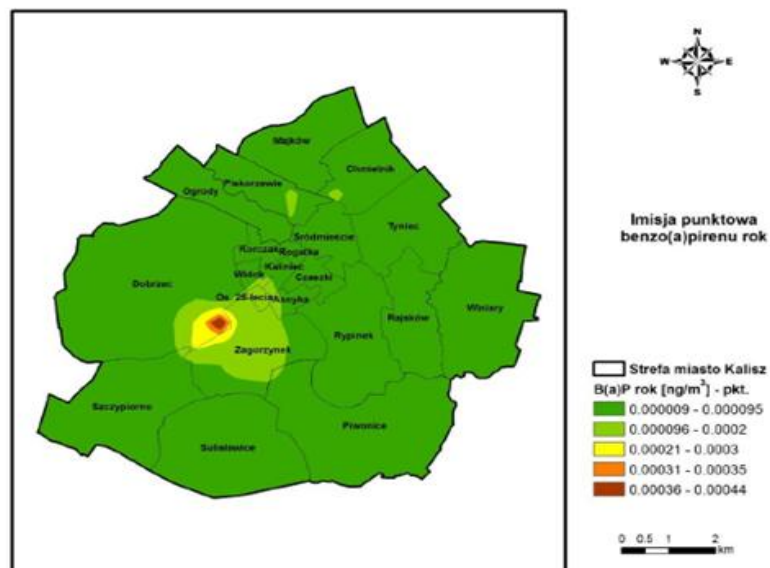 N
W E
S
Imisja punktowa
benzo(a)pirenu rok
Majków
Chmielnik
Piskorzewie
Ogrody
Tyniec
Śródmieście
Korczak
Rogatka
Kaliniec
Widok
Czaszki
Dobrzec
Winiary
Os. 25-lecia
Asnyka
Rajsków
Rypinek
Zagorzynek
Szczypiorno
Piwonice
Sulisławice
Strefa miasto Kalisz
B(a)P rok [ng/m³] - pkt.
0.000009 - 0.000095
0.000096 - 0.0002
0.00021 - 0.0003
0.00031 - 0.00035
0.00036 - 0.00044
0 0.5 1 2
km